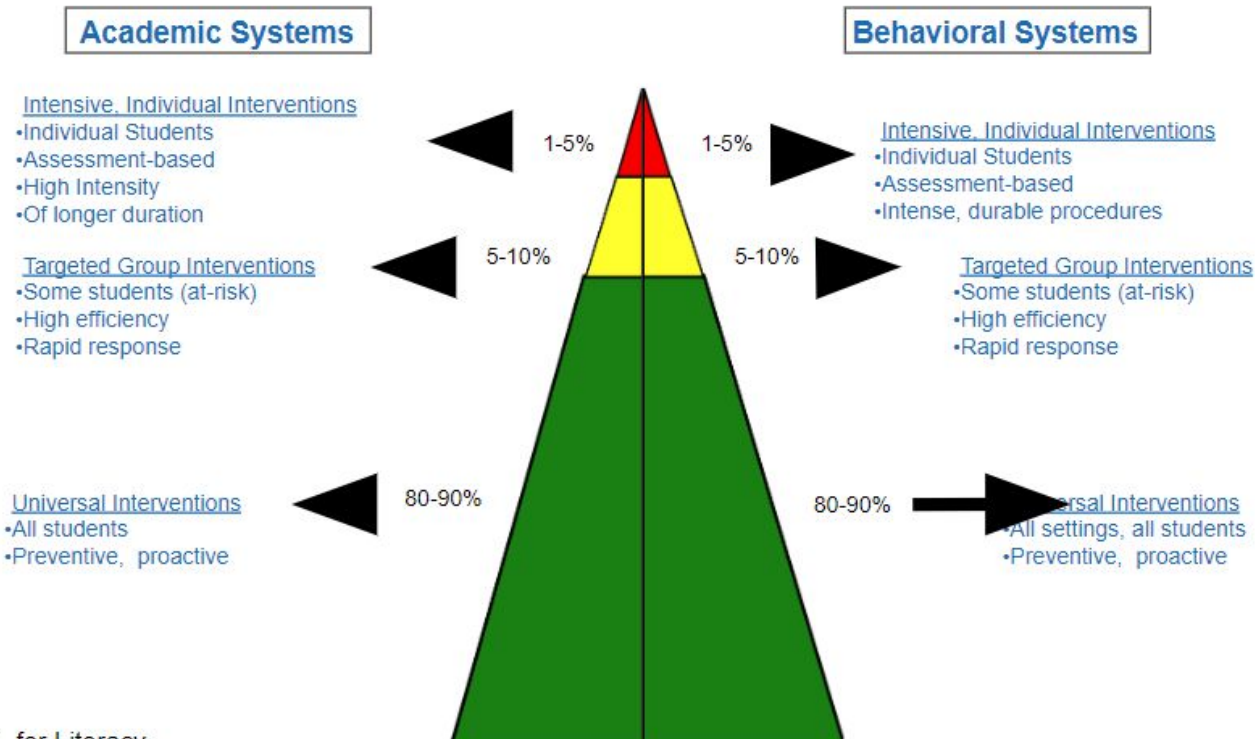 Academic Systems
Behavioral Systems
Intensive, Individual Interventions
•Individual Students
•Assessment-based
•High Intensity
•Of longer duration
1-5%
1-5%
Intensive, Individual Interventions
•Individual Students
•Assessment-based
•Intense, durable procedures
Targeted Group Interventions
•Some students (at-risk)
•High efficiency
•Rapid response
5-10%
5-10%
Targeted Group Interventions
•Some students (at-risk)
•High efficiency
•Rapid response
Universal Interventions
•All students
•Preventive, proactive
80-90%
80-90%
Interventions
•All settings, all students
•Preventive, proactive
for Literacy